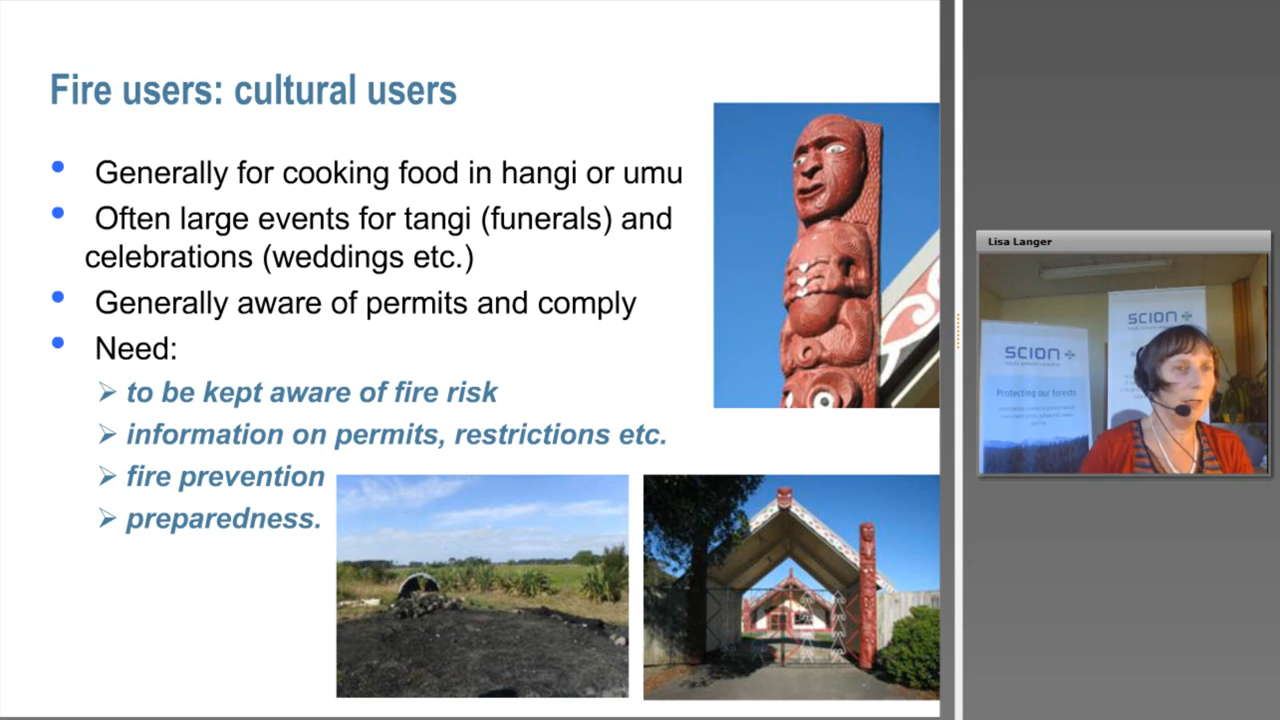 Fire users: cultural users
Generally for cooking food in hangi or umu
Often large events for tangi (funerals) and
celebrations (weddings etc.)
Generally aware of permits and comply
Need:
to be kept aware of fire risk
information on permits, restrictions etc.
fire prevention
preparedness.
Lisa Langer
scion
scion
Protecting our forests